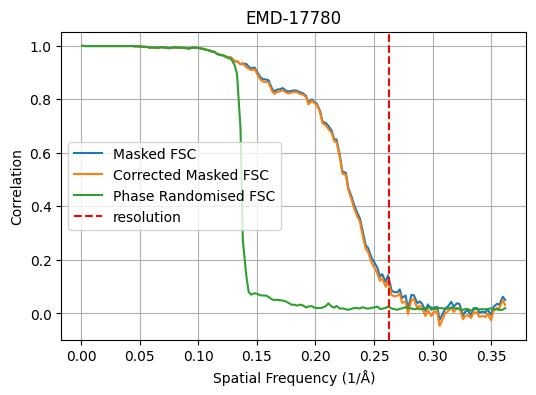 EMD-17780
Correlation
1.0
0.8
0.6
0.4
0.2
0.0
Masked FSC
Corrected Masked FSC
Phase Randomised FSC
resolution
0.00 0.05 0.10 0.15 0.20 0.25 0.30 0.35
Spatial Frequency (1/Å)